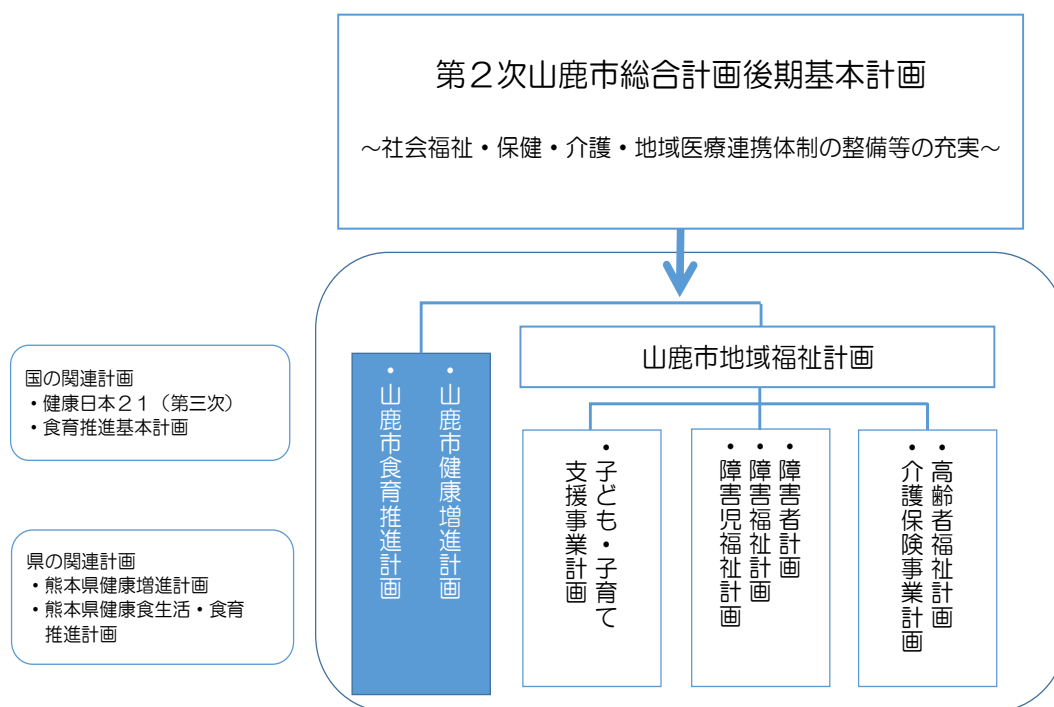 第２次山鹿市総合計画後期基本計画
～社会福祉・保健・介護・地域医療連携体制の整備等の充実～
国の関連計画
・健康日本２１（第三次）
・食育推進基本計画
県の関連計画
・熊本県健康増進計画
・熊本県健康食生活・食育
推進計画
・山鹿市健康増進計画
・山鹿市食育推進計画
山鹿市地域福祉計画
・子ども・子育て
支援事業計画
・障害者計画
・障害福祉計画
・障害児福祉計画
・高齢者福祉計画
・介護保険事業計画